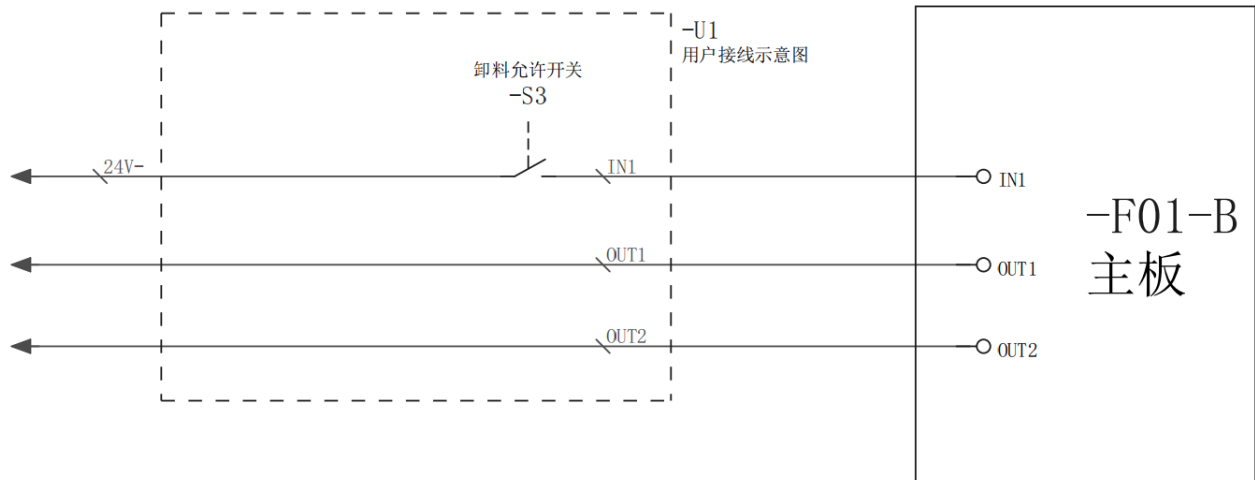 -U1
用户接线示意图
卸料允许开关
-S3
24V-
IN1
IN1
-F01-B
主板
OUT1
OUT1
OUT2
OUT2